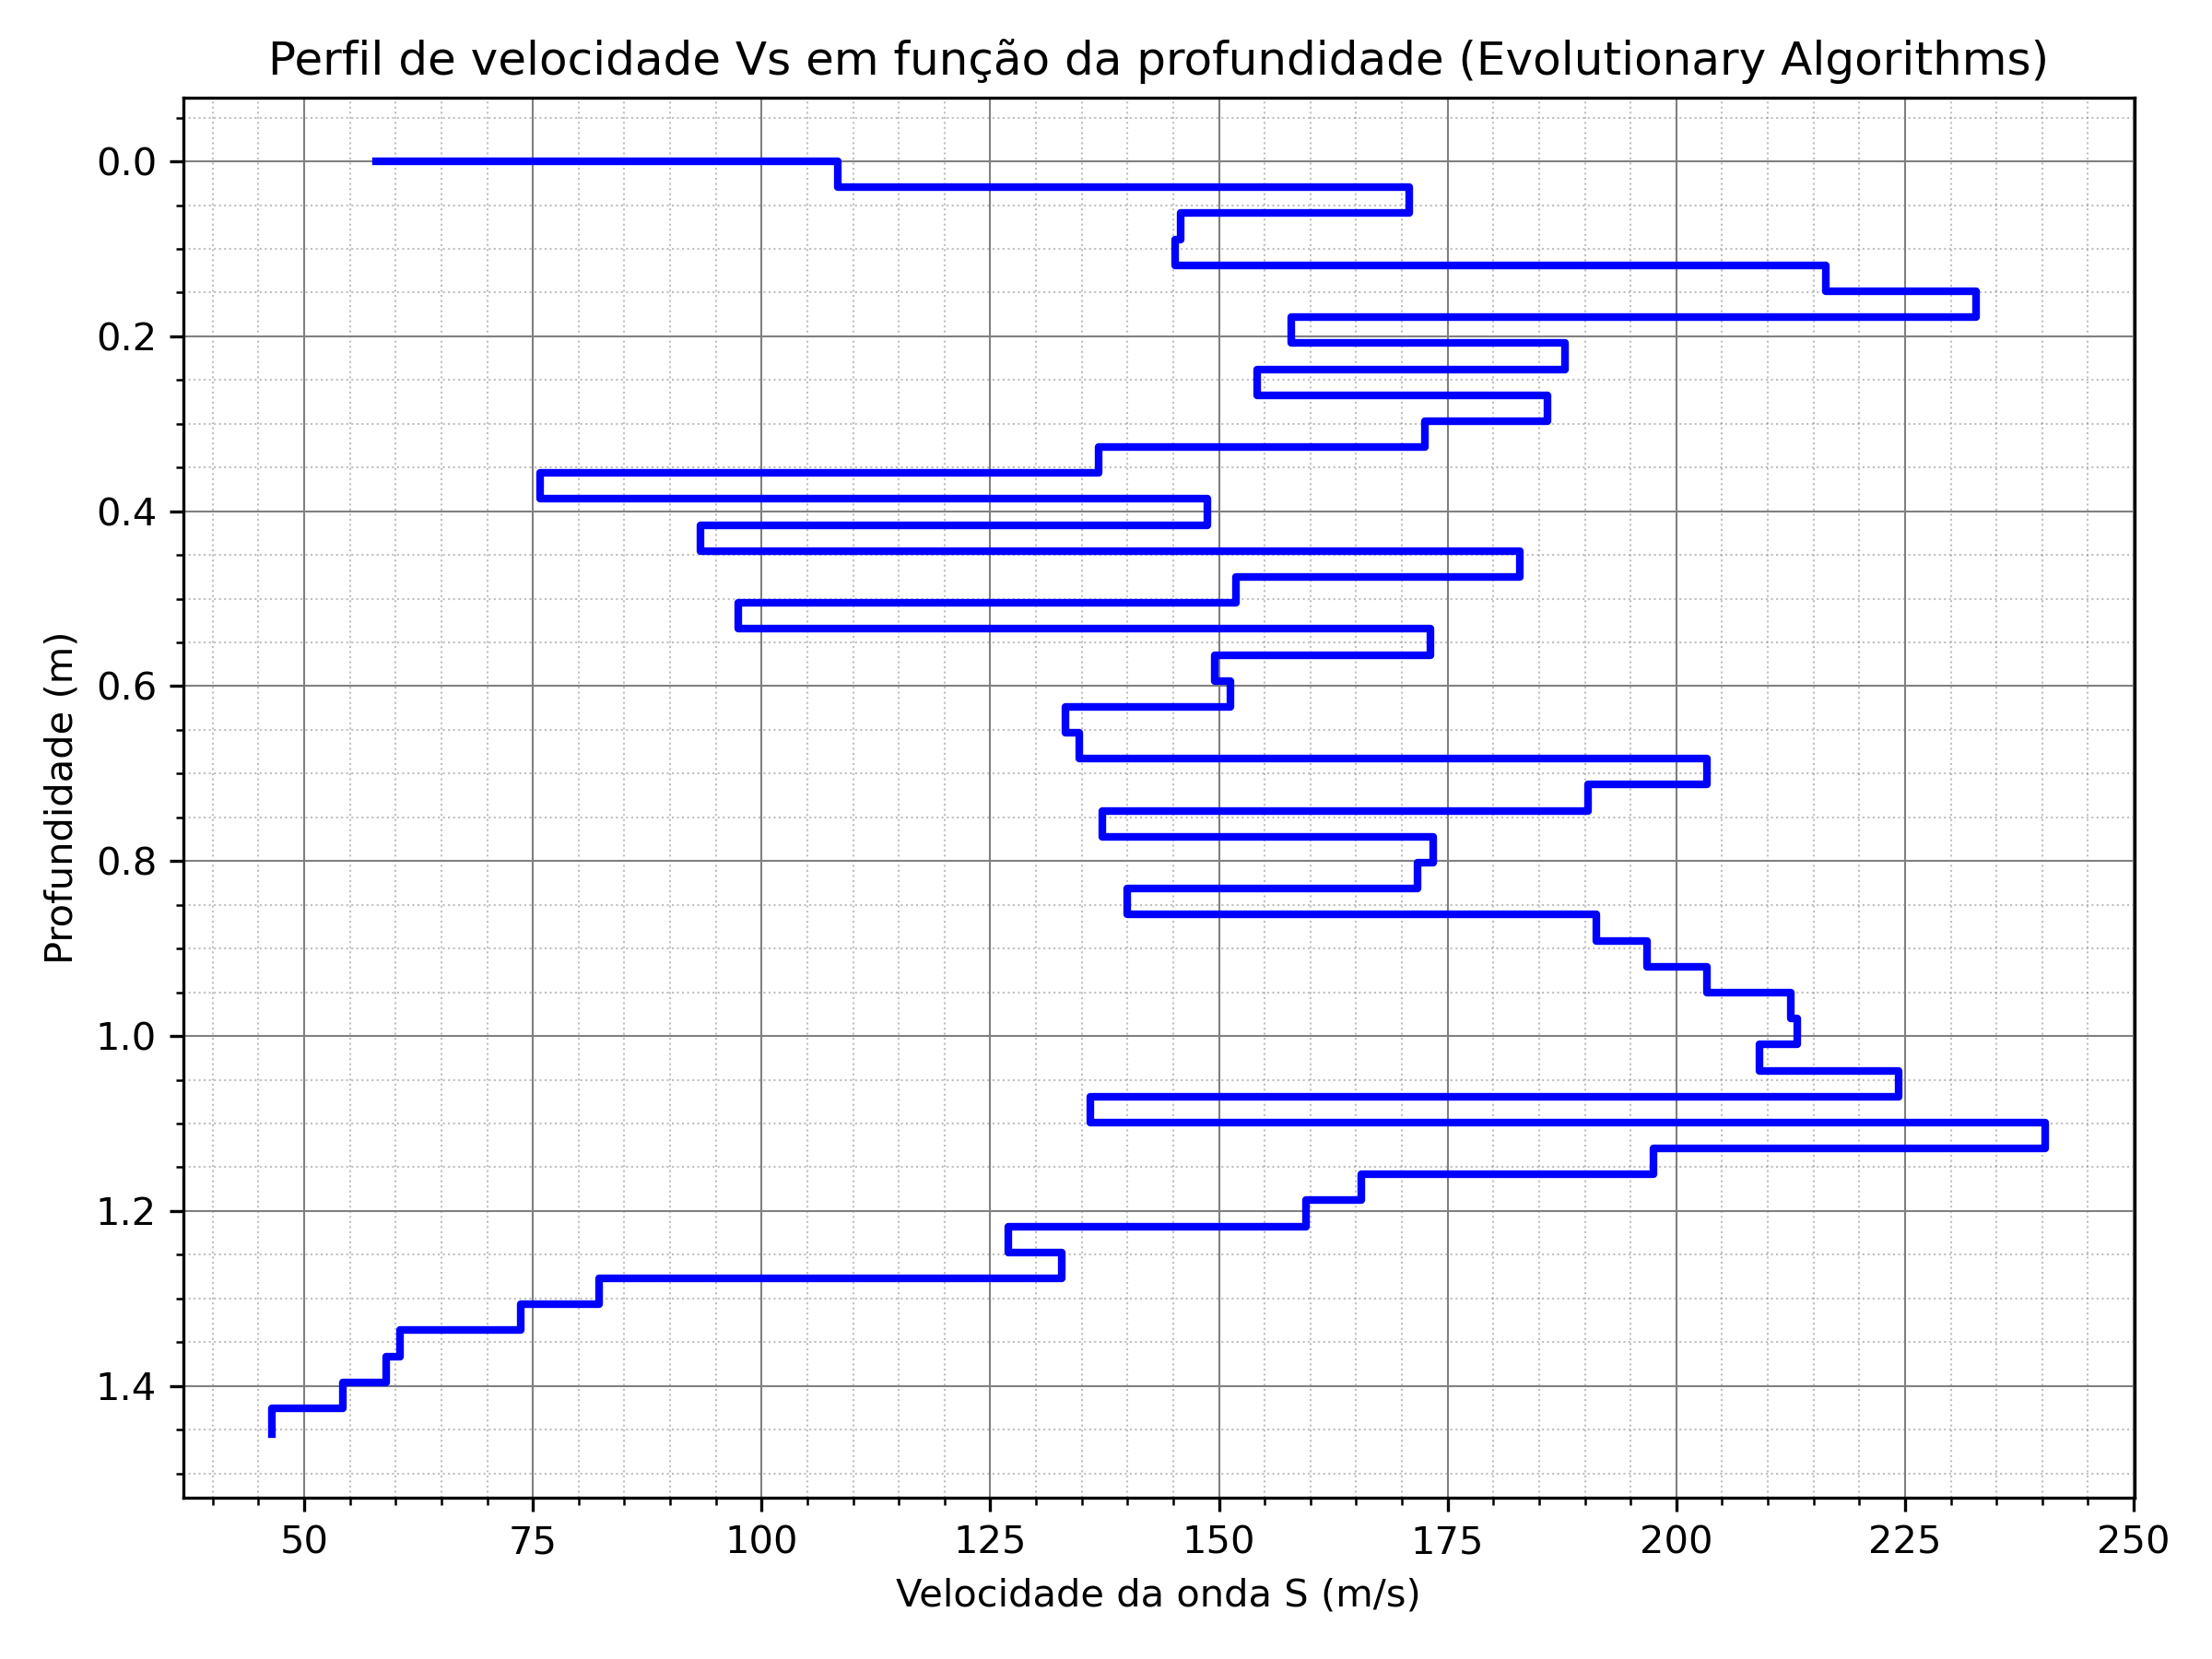 Perfil de velocidade Vs em função da profundidade (Evolutionary Algorithms)
Profundidade (m)
0.0
0.2
0.4
0.6
0.8
1.0
1.2
1.4
50 75 100 125 150 175 200 225 250
Velocidade da onda S (m/s)